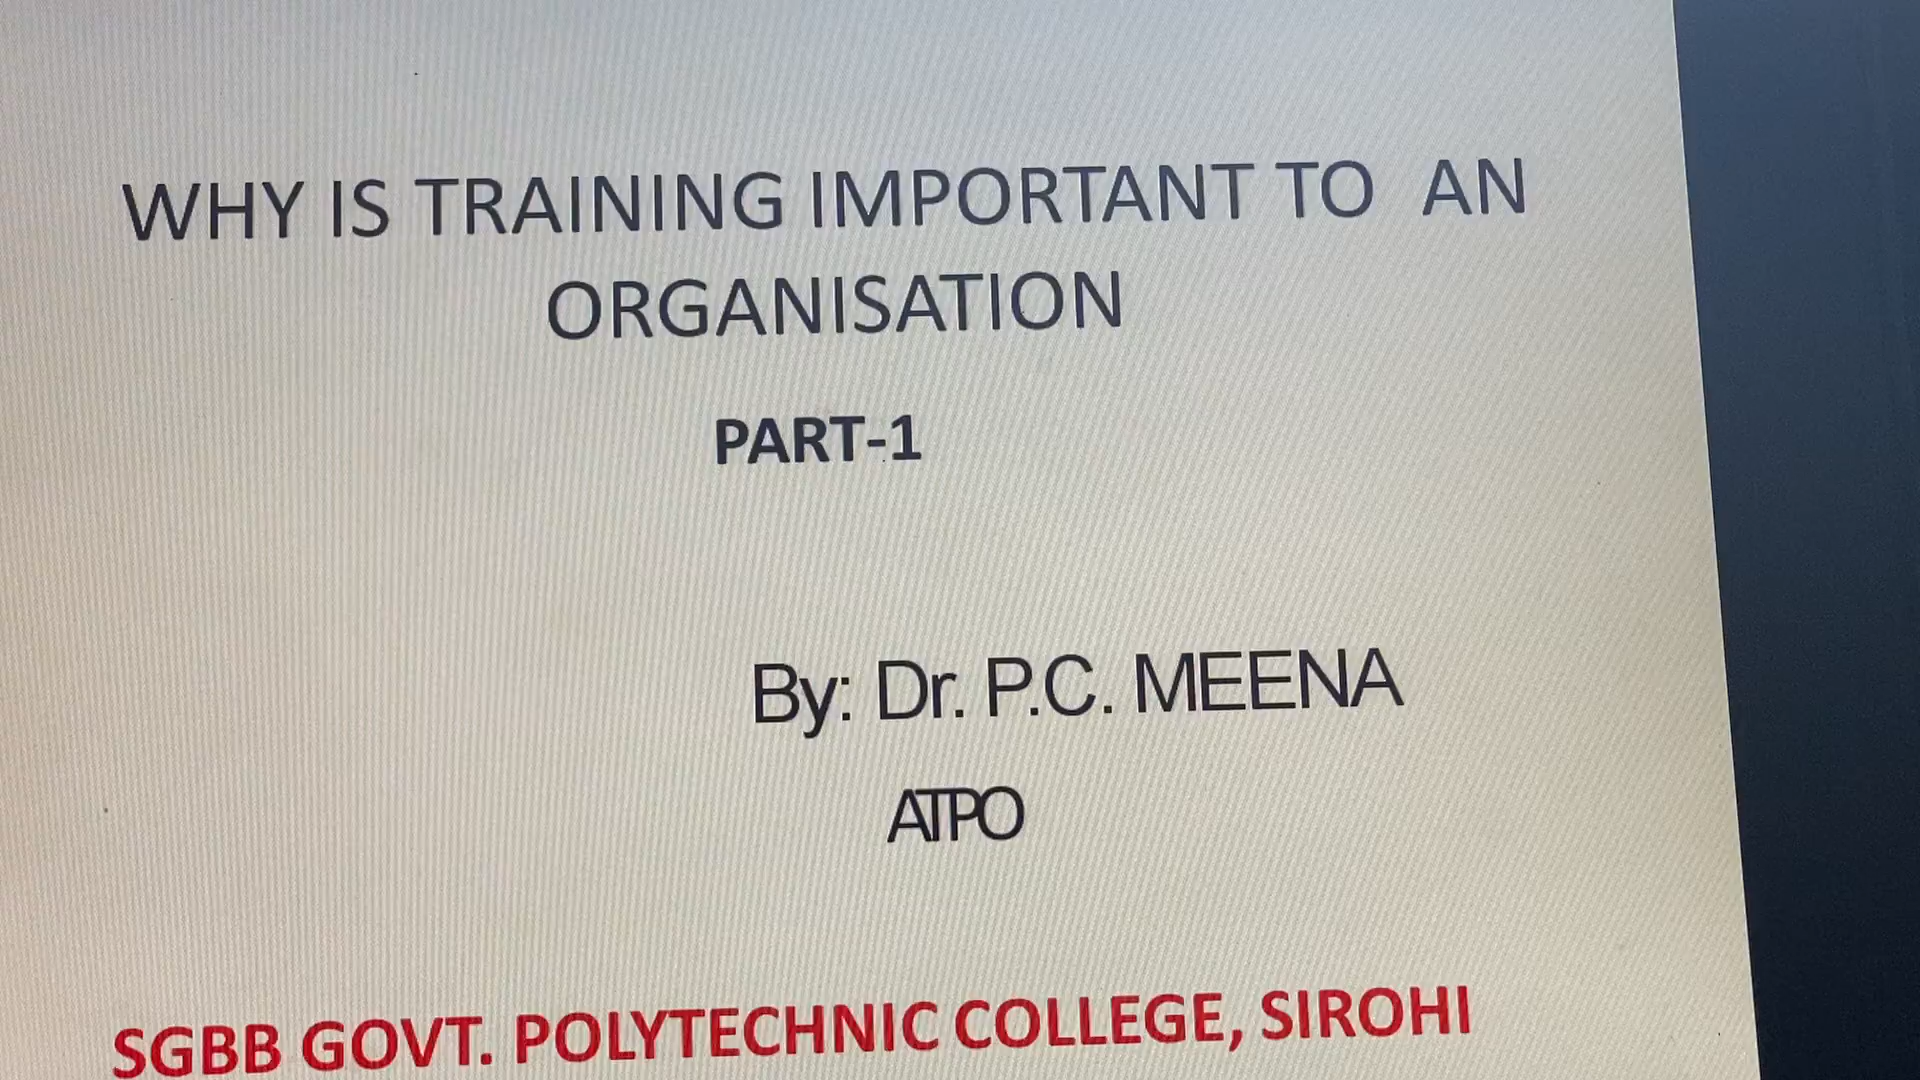 WHY IS TRAINING IMPORTANT TO AN
ORGANISATION
PART-1
By: Dr. P.C. MEENA
ATPO
SGBB GOVT. POLYTECHNIC COLLEGE, SIROHI